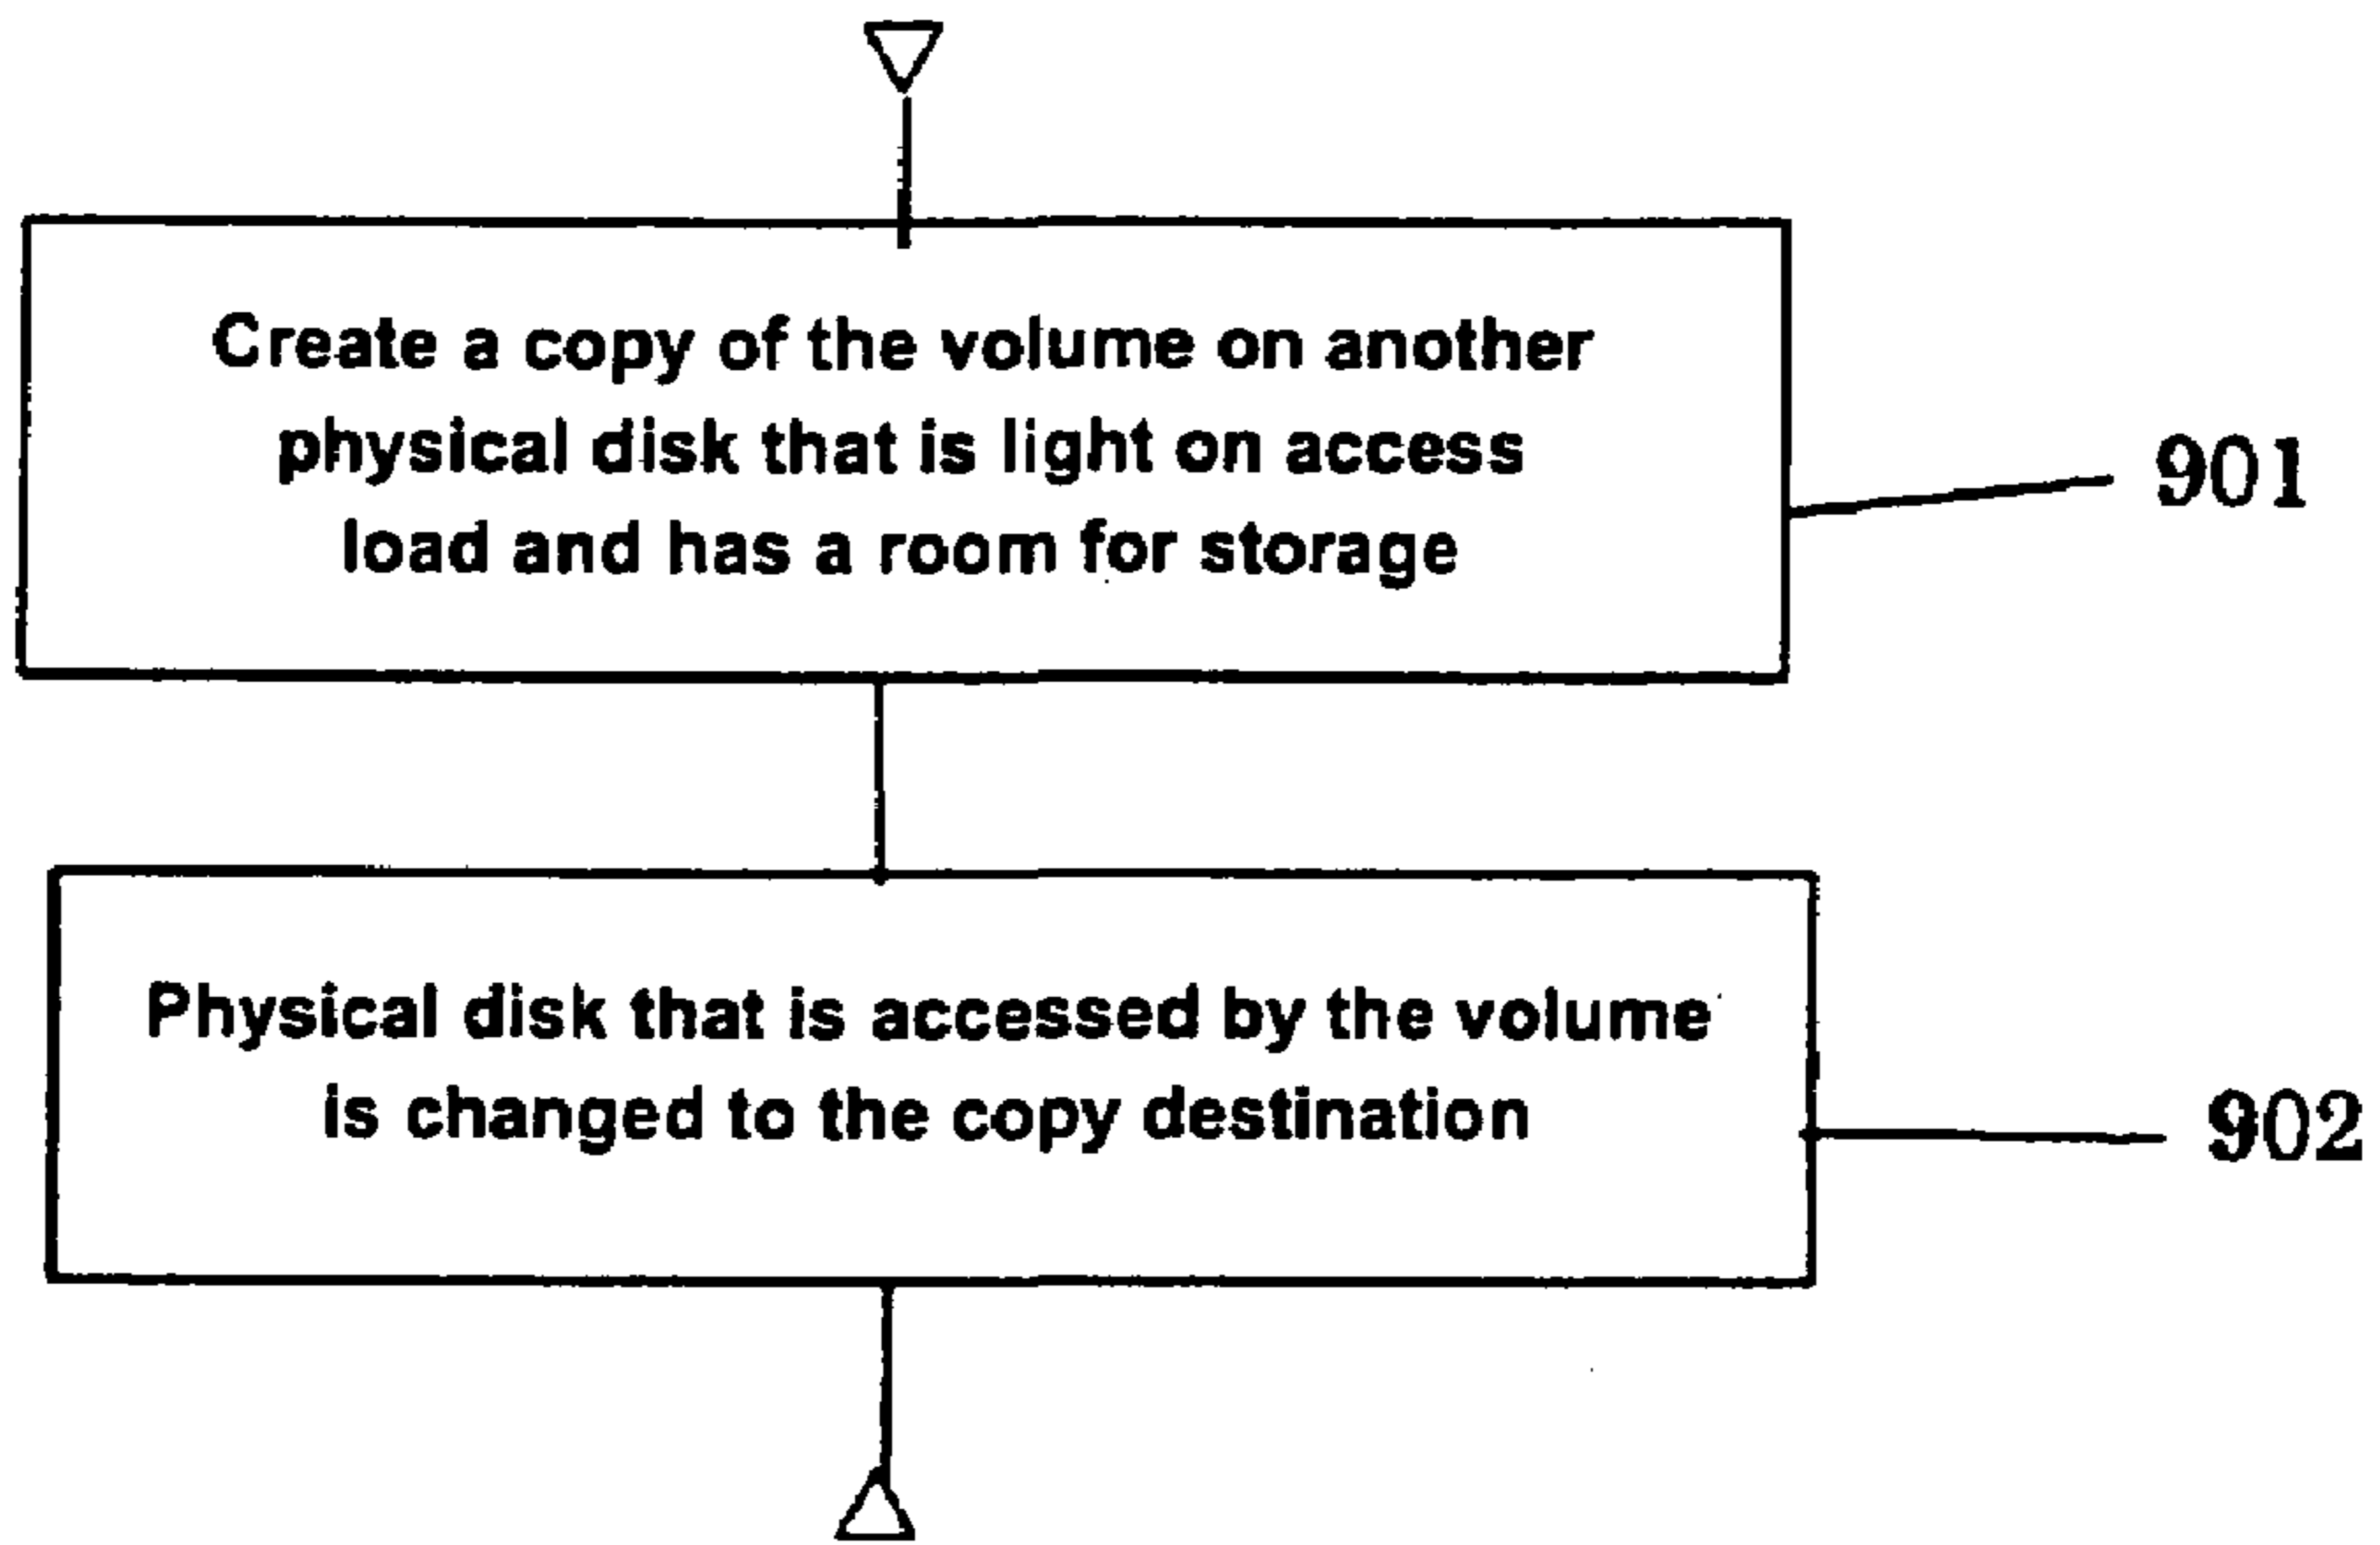 Create a copy of the volume on another
physical disk that is light on access
load and has a room for storage
901
Physical disk that is accessed by the volume
is changed to the copy destination
902